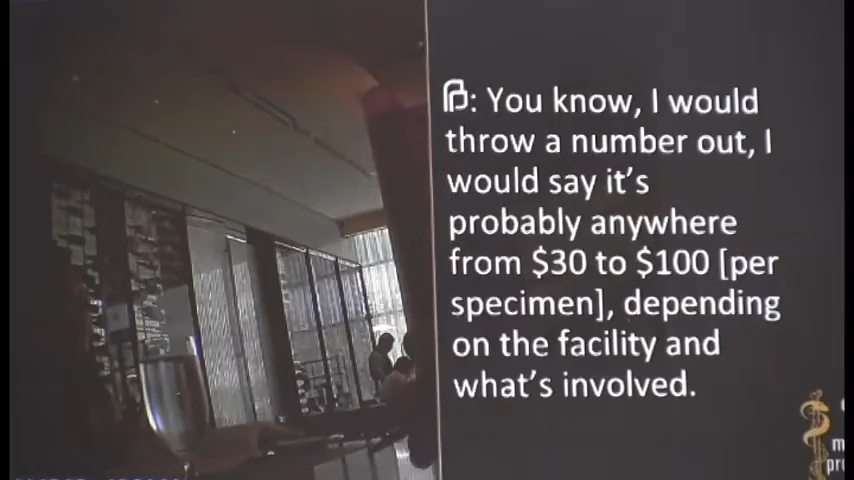 : You know, I would
throw a number out, I
would say it's
probably anywhere
from $30 to $100 [per
specimen], depending
on the facility and
what's involved.